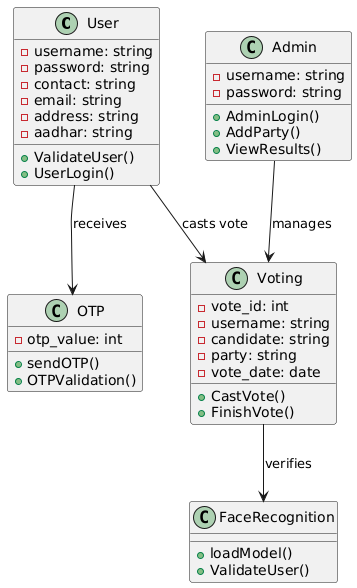 C User
username: string
password: string
contact: string
email: string
address: string
aadhar: string
ValidateUser()
UserLogin()
C Admin
username: string
password: string
AdminLogin()
AddParty()
ViewResults()
receives
casts vote
manages
C OTP
otp_value: int
sendOTP()
OTPValidation()
C Voting
vote_id: int
username: string
candidate: string
party: string
vote_date: date
CastVote()
FinishVote()
verifies
C FaceRecognition
loadModel()
ValidateUser()